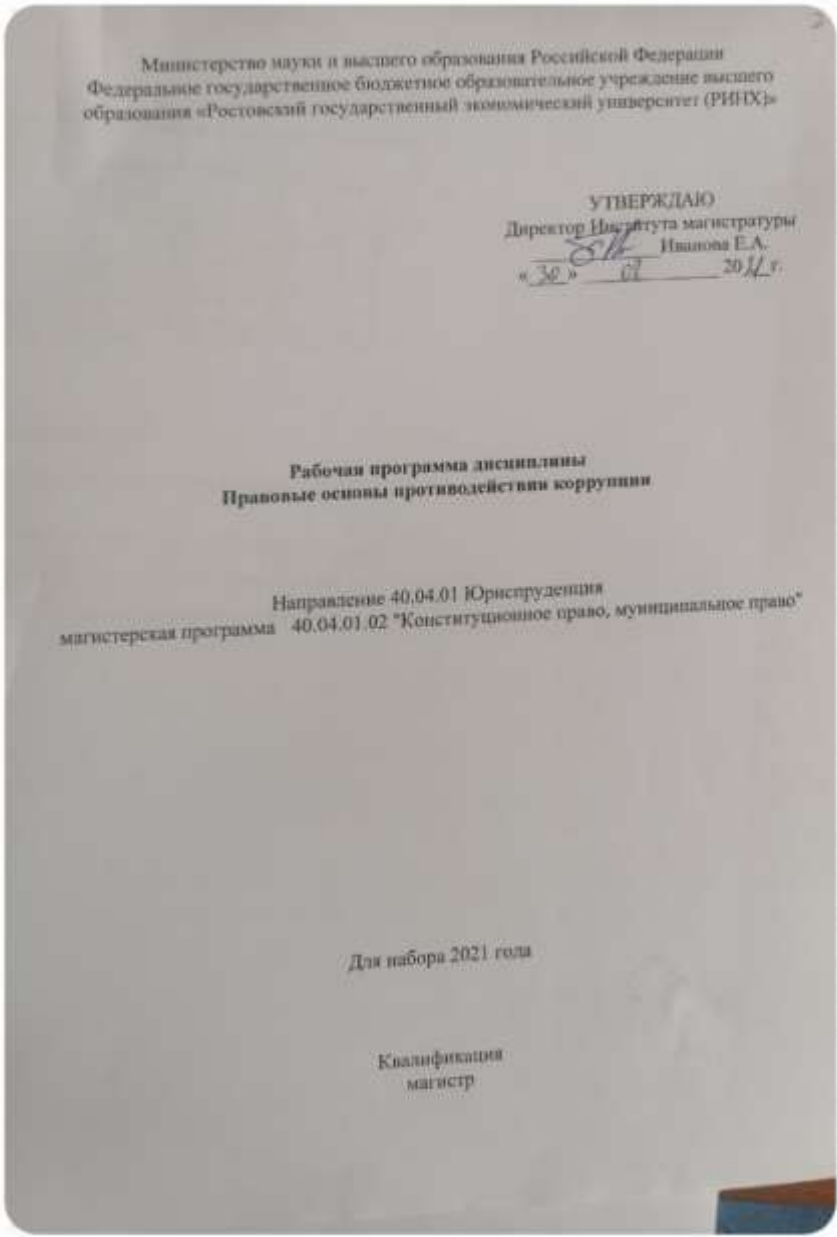 Министерство науки и высшего образования Российской Федерации
Федеральное государственное бюджетное образовательное учреждение высшего
образования «Ростовский государственный экономический университет (РИНХ)»
УТВЕРЖДАЮ
Директор Института магистратуры
Иванова Е.А.
«30» 20 г.
Рабочая программа дисциплины
Правовые основы противодействия коррупции
Направление 40.04.01 Юриспруденция
магистерская программа 40.04.01.02 "Конституционное право, муниципальное право"
Для набора 2021 года
Квалификация
магистр